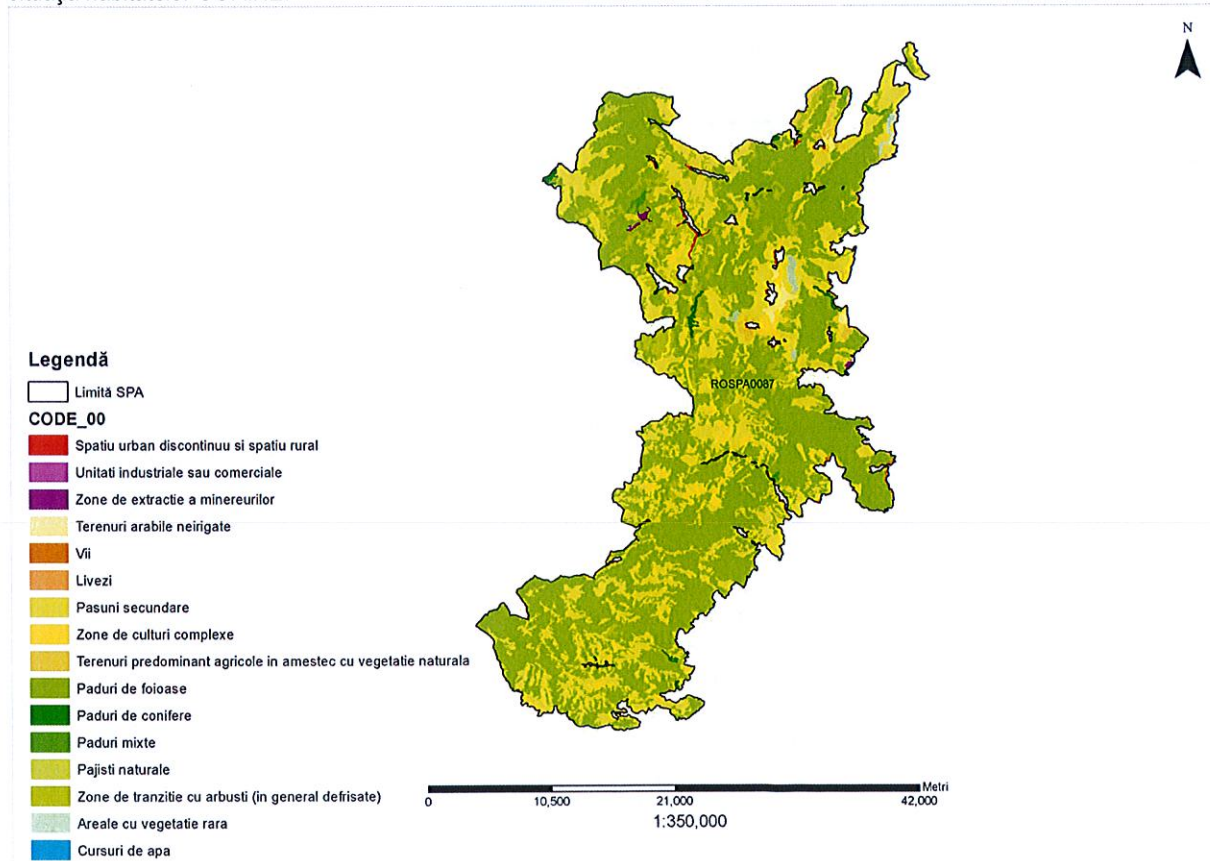 N
ROSPA0087
Legendă
Limită SPA
CODE_00
Spatiu urban discontinuu si spatiu rural
Unitati industriale sau comerciale
Zone de extractie a minereurilor
Terenuri arabile neirigate
Vii
Livezi
Pasuni secundare
Zone de culturi complexe
Terenuri predominant agricole in amestec cu vegetatie naturala
Paduri de foioase
Paduri de conifere
Paduri mixte
Pajisti naturale
Zone de tranzitie cu arbusti (in general defrisate)
Areale cu vegetatie rara
Cursuri de apa
Metri
0 10,500 21,000 42,000
1:350,000